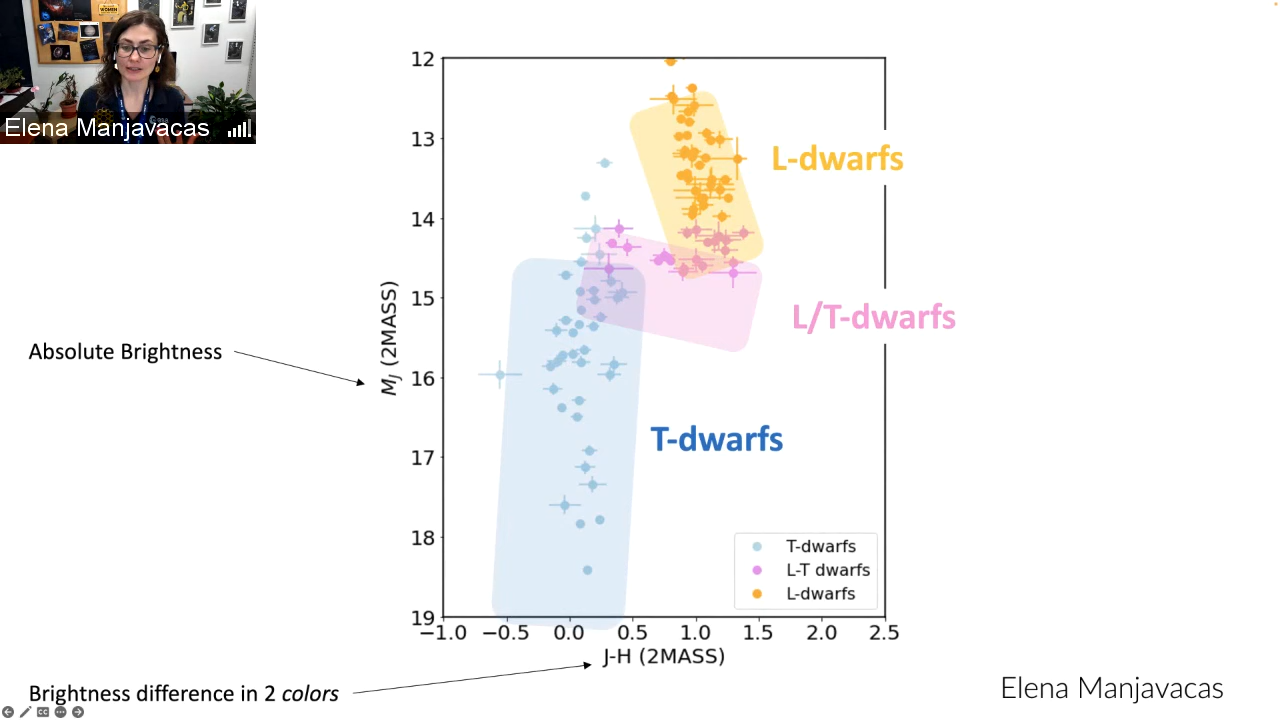 WOMEN
Elena Manjavacas
12
13
14
15
16
17
18
19
−1.0 −0.5 0.0 0.5 1.0 1.5 2.0 2.5
M_J (2MASS)
J-H (2MASS)
L-dwarfs
L/T-dwarfs
T-dwarfs
T-dwarfs
L-T dwarfs
L-dwarfs
Absolute Brightness
Brightness difference in 2 colors
Elena Manjavacas